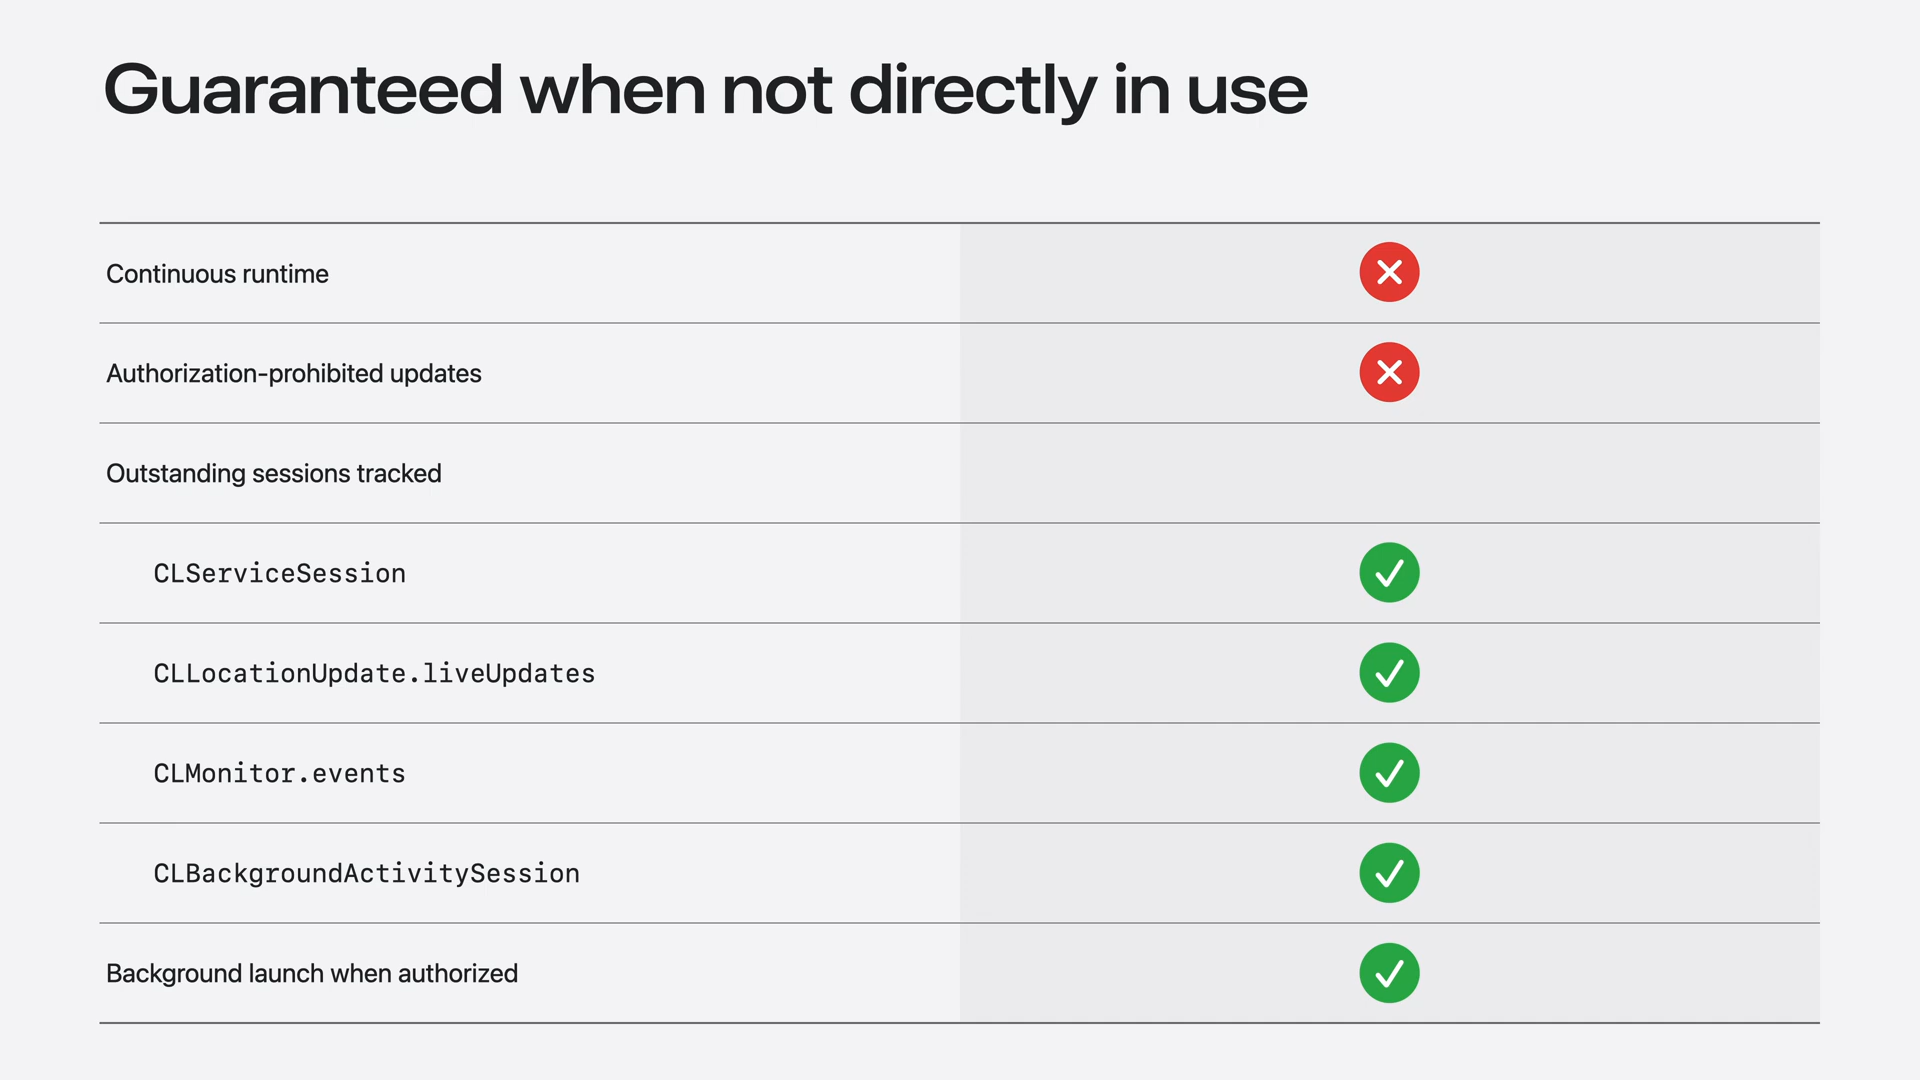 Guaranteed when not directly in use
Continuous runtime
Authorization-prohibited updates
Outstanding sessions tracked
CLServiceSession
CLLocationUpdate.liveUpdates
CLMonitor.events
CLBackgroundActivitySession
Background launch when authorized